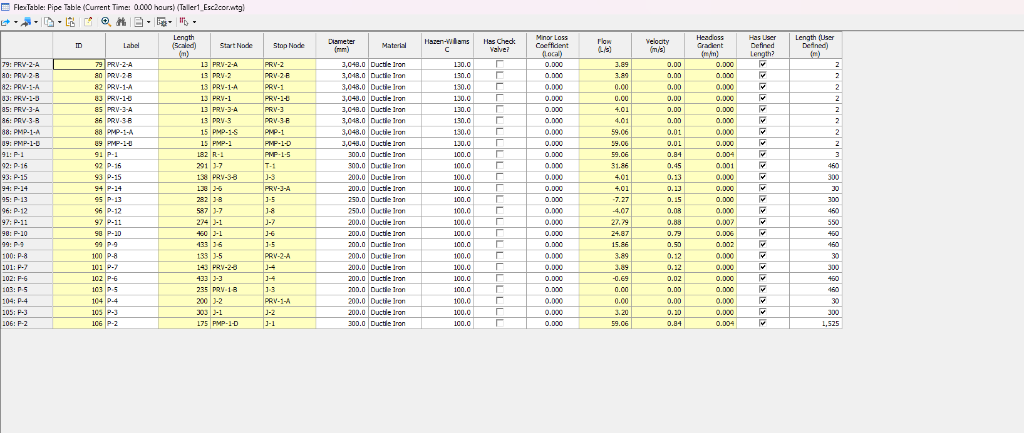 FlexTable: Pipe Table (Current Time: 0.000 hours) (Taller1_Esc2cor.wtg)
ID Label Length (Scaled) (m) Start Node Stop Node Diameter (mm) Material Hazen-Williams C Has Check Valve? Minor Loss Coefficient (Local) Flow (L/s) Velocity (m/s) Headloss Gradient (m/m) Has User Defined Length? Length (User Defined) (m)
79: PRV-2-A 79 PRV-2-A 13 PRV-2-A PRV-2 3,048.0 Ductile Iron 130.0 0.000 3.89 0.00 0.000 2
80: PRV-2-B 80 PRV-2-B 13 PRV-2 PRV-2-B 3,048.0 Ductile Iron 130.0 0.000 3.89 0.00 0.000 2
82: PRV-1-A 82 PRV-1-A 13 PRV-1-A PRV-1 3,048.0 Ductile Iron 130.0 0.000 0.00 0.00 0.000 2
83: PRV-1-B 83 PRV-1-B 13 PRV-1 PRV-1-B 3,048.0 Ductile Iron 130.0 0.000 0.00 0.00 0.000 2
85: PRV-3-A 85 PRV-3-A 13 PRV-3-A PRV-3 3,048.0 Ductile Iron 130.0 0.000 4.01 0.00 0.000 2
86: PRV-3-B 86 PRV-3-B 13 PRV-3 PRV-3-B 3,048.0 Ductile Iron 130.0 0.000 4.01 0.00 0.000 2
88: PMP-1-A 88 PMP-1-A 15 PMP-1-S PMP-1 3,048.0 Ductile Iron 130.0 0.000 59.06 0.01 0.000 2
89: PMP-1-B 89 PMP-1-B 15 PMP-1 PMP-1-D 3,048.0 Ductile Iron 130.0 0.000 59.06 0.01 0.000 2
91: P-1 91 P-1 182 R-1 PMP-1-S 300.0 Ductile Iron 100.0 0.000 59.06 0.84 0.004 3
92: P-16 92 P-16 291 J-7 T-1 300.0 Ductile Iron 100.0 0.000 31.86 0.45 0.001 460
93: P-15 93 P-15 138 PRV-3-B J-3 200.0 Ductile Iron 100.0 0.000 4.01 0.13 0.000 300
94: P-14 94 P-14 138 J-6 PRV-3-A 200.0 Ductile Iron 100.0 0.000 4.01 0.13 0.000 30
95: P-13 95 P-13 282 J-8 J-5 250.0 Ductile Iron 100.0 0.000 -7.27 0.15 0.000 300
96: P-12 96 P-12 587 J-7 J-8 250.0 Ductile Iron 100.0 0.000 -4.07 0.08 0.000 460
97: P-11 97 P-11 274 J-1 J-7 200.0 Ductile Iron 100.0 0.000 27.79 0.88 0.007 550
98: P-10 98 P-10 460 J-1 J-6 200.0 Ductile Iron 100.0 0.000 24.87 0.79 0.006 460
99: P-9 99 P-9 433 J-6 J-5 200.0 Ductile Iron 100.0 0.000 15.86 0.50 0.002 460
100: P-8 100 P-8 133 J-5 PRV-2-A 200.0 Ductile Iron 100.0 0.000 3.89 0.12 0.000 30
101: P-7 101 P-7 143 PRV-2-B J-4 200.0 Ductile Iron 100.0 0.000 3.89 0.12 0.000 300
102: P-6 102 P-6 433 J-3 J-4 200.0 Ductile Iron 100.0 0.000 -0.69 0.02 0.000 460
103: P-5 103 P-5 235 PRV-1-B J-3 200.0 Ductile Iron 100.0 0.000 0.00 0.00 0.000 460
104: P-4 104 P-4 200 J-2 PRV-1-A 200.0 Ductile Iron 100.0 0.000 0.00 0.00 0.000 30
105: P-3 105 P-3 303 J-1 J-2 200.0 Ductile Iron 100.0 0.000 3.20 0.10 0.000 300
106: P-2 106 P-2 175 PMP-1-D J-1 300.0 Ductile Iron 100.0 0.000 59.06 0.84 0.004 1,525